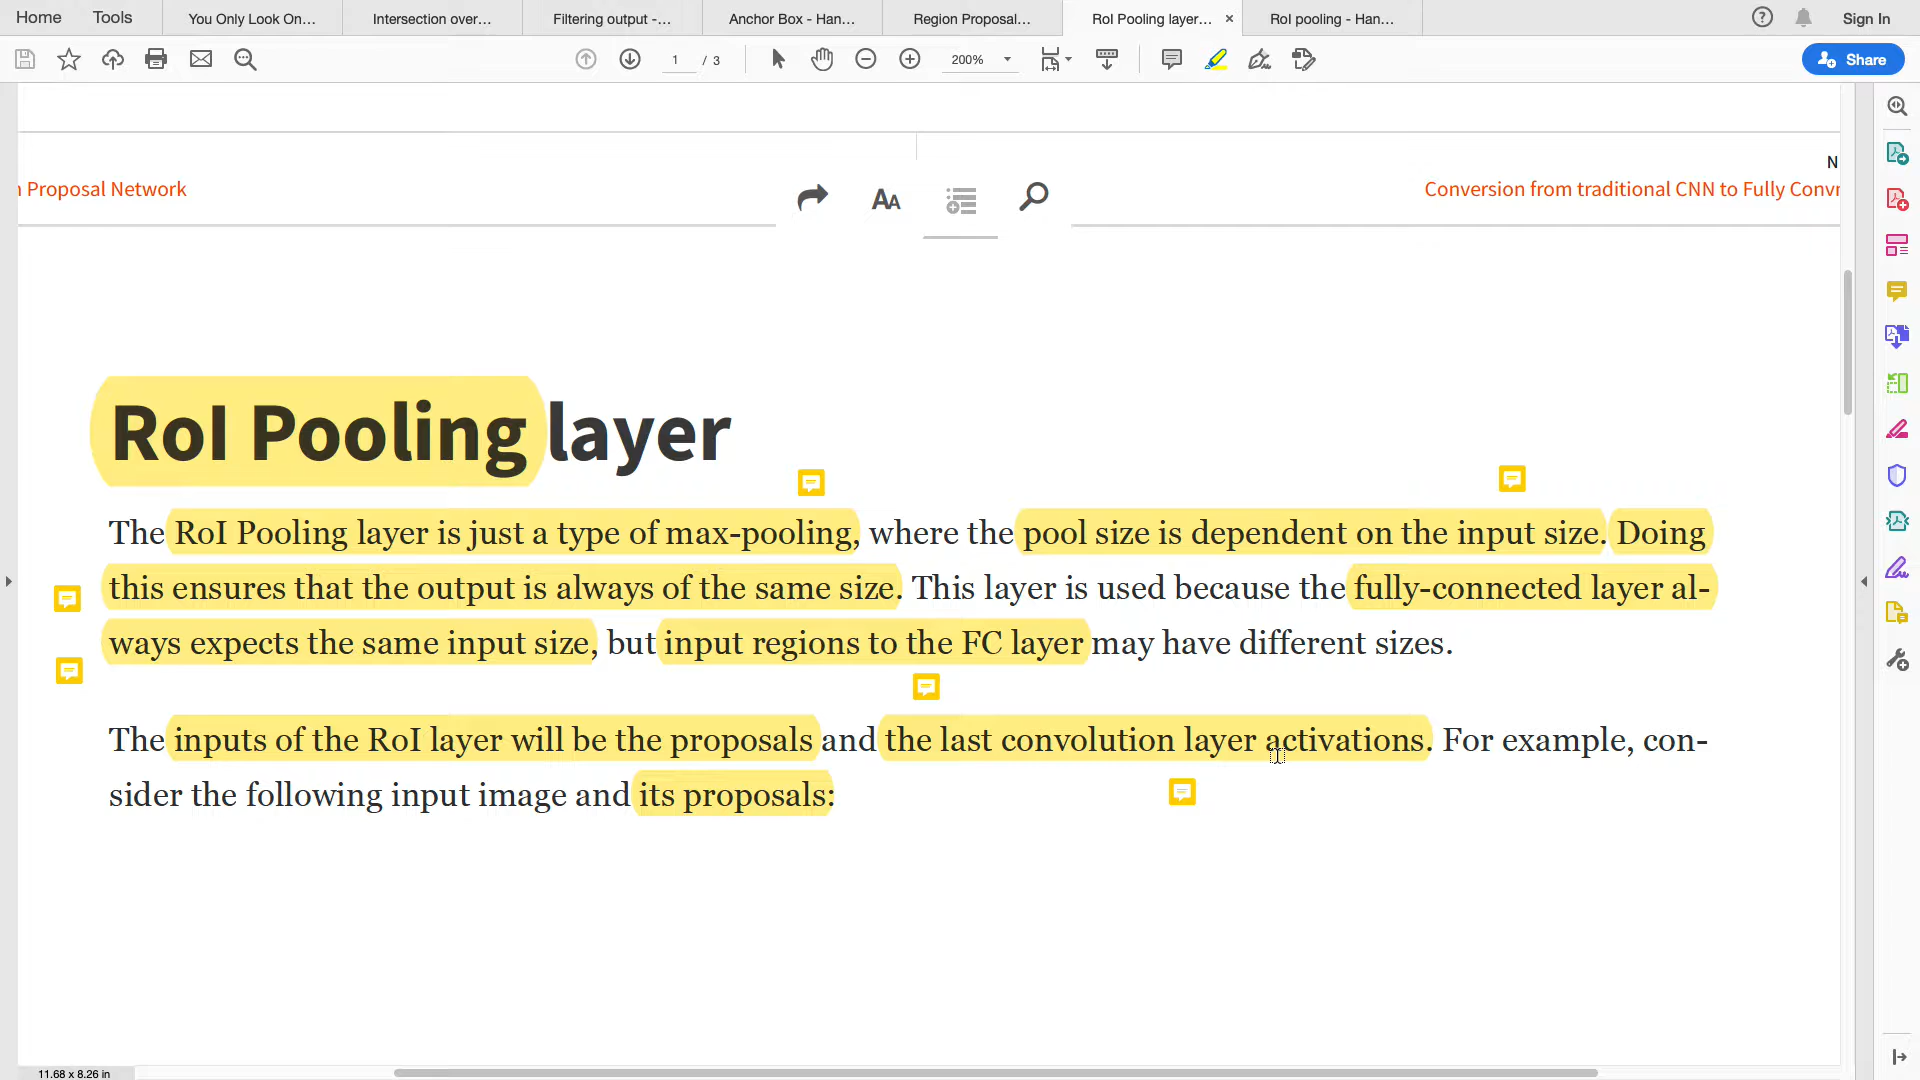 Home Tools You Only Look On... Intersection over... Filtering output -... Anchor Box - Han... Region Proposal... RoI Pooling layer... × RoI pooling - Han... Sign In
1 / 3 200% Share
N
n Proposal Network AA Conversion from traditional CNN to Fully Conv
RoI Pooling layer
The RoI Pooling layer is just a type of max-pooling, where the pool size is dependent on the input size. Doing
this ensures that the output is always of the same size. This layer is used because the fully-connected layer al-
ways expects the same input size, but input regions to the FC layer may have different sizes.
The inputs of the RoI layer will be the proposals and the last convolution layer activations. For example, con-
sider the following input image and its proposals:
11.68 x 8.26 in